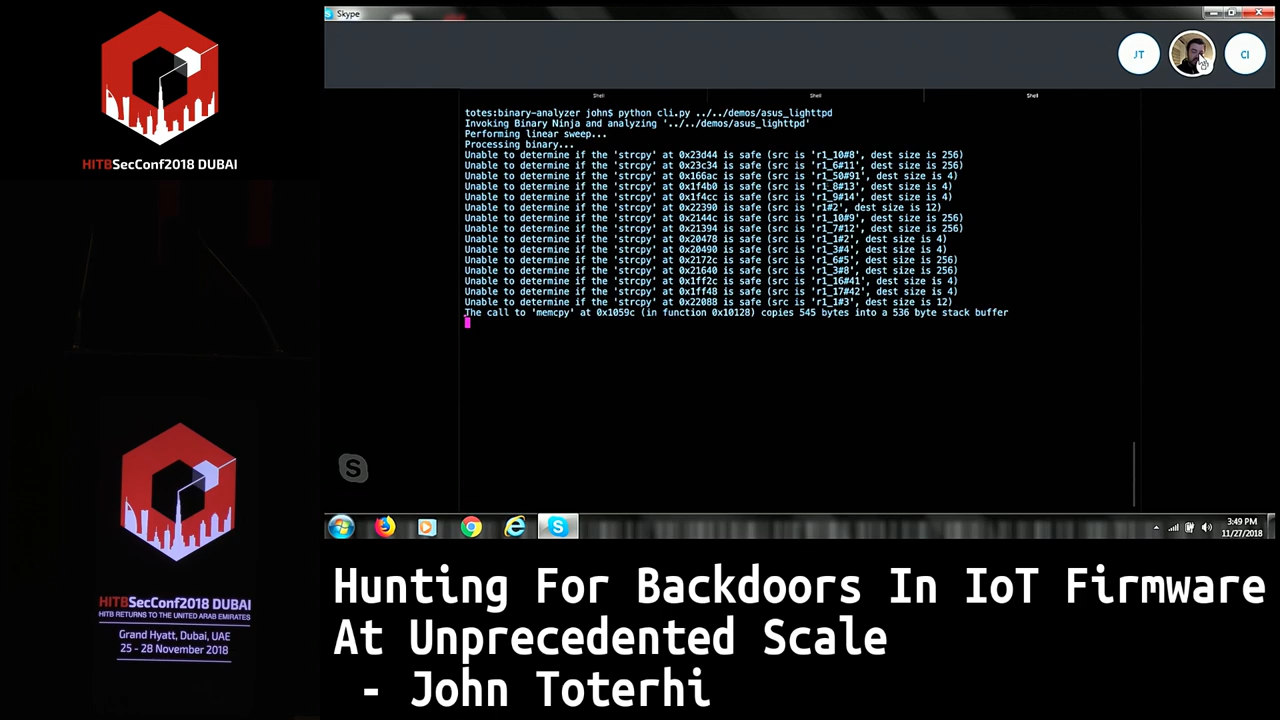 HITBSecConf2018 DUBAI
HITBSecConf2018 DUBAI
HITB RETURNS TO THE UNITED ARAB EMIRATES
Grand Hyatt, Dubai, UAE
25 - 28 November 2018
Skype
JT
CI
Shell
Shell
Shell
totes:binary-analyzer john$ python cli.py ../../demos/asus_lighttpd
Invoking Binary Ninja and analyzing '../../demos/asus_lighttpd'
Performing linear sweep...
Processing binary...
Unable to determine if the 'strcpy' at 0x23d44 is safe (src is 'r1_10#8', dest size is 256)
Unable to determine if the 'strcpy' at 0x23c34 is safe (src is 'r1_6#11', dest size is 256)
Unable to determine if the 'strcpy' at 0x166ac is safe (src is 'r1_50#91', dest size is 4)
Unable to determine if the 'strcpy' at 0x1f4b0 is safe (src is 'r1_8#13', dest size is 4)
Unable to determine if the 'strcpy' at 0x1f4cc is safe (src is 'r1_9#14', dest size is 4)
Unable to determine if the 'strcpy' at 0x22390 is safe (src is 'r1#2', dest size is 12)
Unable to determine if the 'strcpy' at 0x2144c is safe (src is 'r1_10#9', dest size is 256)
Unable to determine if the 'strcpy' at 0x21394 is safe (src is 'r1_7#12', dest size is 256)
Unable to determine if the 'strcpy' at 0x20478 is safe (src is 'r1_1#2', dest size is 4)
Unable to determine if the 'strcpy' at 0x20490 is safe (src is 'r1_3#4', dest size is 4)
Unable to determine if the 'strcpy' at 0x2172c is safe (src is 'r1_6#5', dest size is 256)
Unable to determine if the 'strcpy' at 0x21640 is safe (src is 'r1_3#8', dest size is 256)
Unable to determine if the 'strcpy' at 0x1ff2c is safe (src is 'r1_16#41', dest size is 4)
Unable to determine if the 'strcpy' at 0x1ff48 is safe (src is 'r1_17#42', dest size is 4)
Unable to determine if the 'strcpy' at 0x22088 is safe (src is 'r1_1#3', dest size is 12)
The call to 'memcpy' at 0x1059c (in function 0x10128) copies 545 bytes into a 536 byte stack buffer
3:49 PM
11/27/2018
Hunting For Backdoors In IoT Firmware
At Unprecedented Scale
- John Toterhi